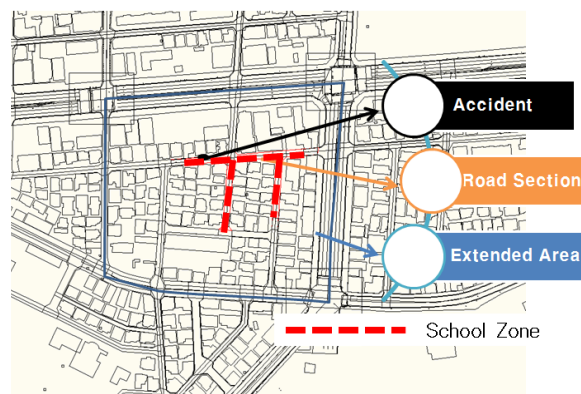 Accident
Road Section
Extended Area
School Zone